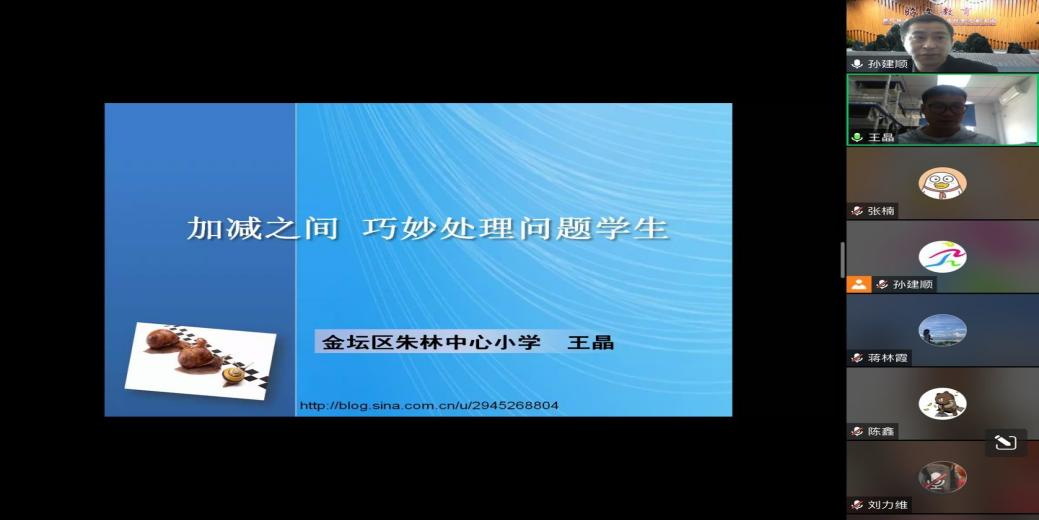 加减之间 巧妙处理问题学生
金坛区朱林中心小学 王晶
http://blog.sina.com.cn/u/2945268804
孙建顺
王晶
张楠
孙建顺
蒋林霞
陈鑫
刘力维